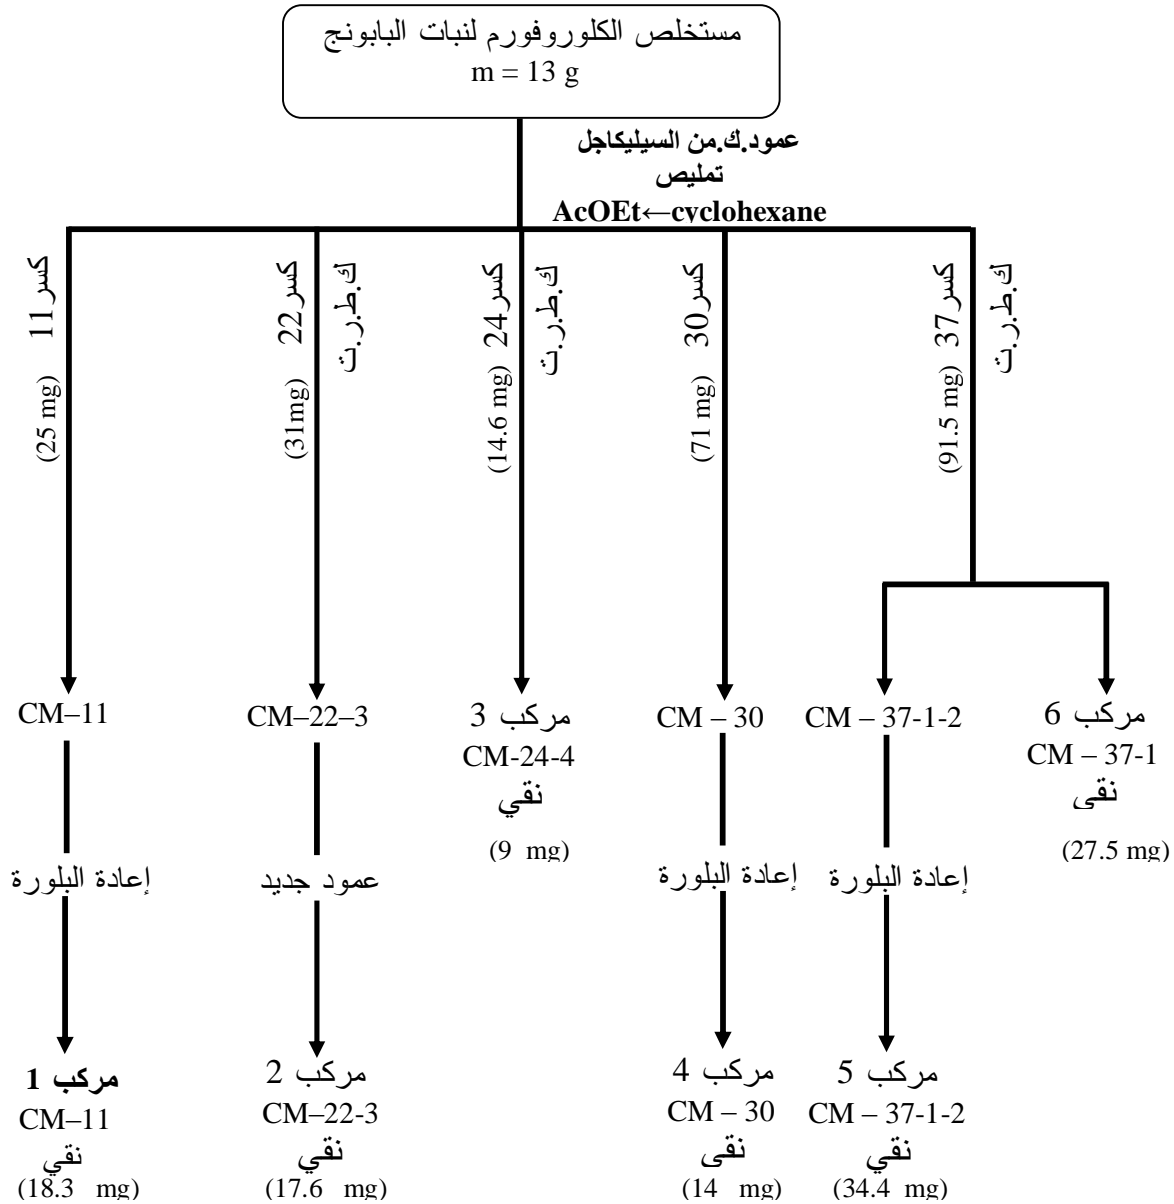 مستخلص الكلوروفورم لنبات البابونج
m = 13 g
عمود.ك.من السيليكاجل
تمليص
AcOEt←cyclohexane
كسر 11
(25 mg)
كسر 22
(31mg)
ك.ط.ر.ث
كسر 24
(14.6 mg)
ك.ط.ر.ث
كسر 30
(71 mg)
كسر 37
(91.5 mg)
ك.ط.ر.ث
CM–11
CM–22–3
مركب 3
CM-24-4
نقي
(9 mg)
CM – 30
CM – 37-1-2
مركب 6
CM – 37-1
نقي
(27.5 mg)
إعادة البلورة
عمود جديد
إعادة البلورة
إعادة البلورة
مركب 1
CM–11
نقي
(18.3 mg)
مركب 2
CM–22-3
نقي
(17.6 mg)
مركب 4
CM – 30
نقي
(14 mg)
مركب 5
CM – 37-1-2
نقي
(34.4 mg)